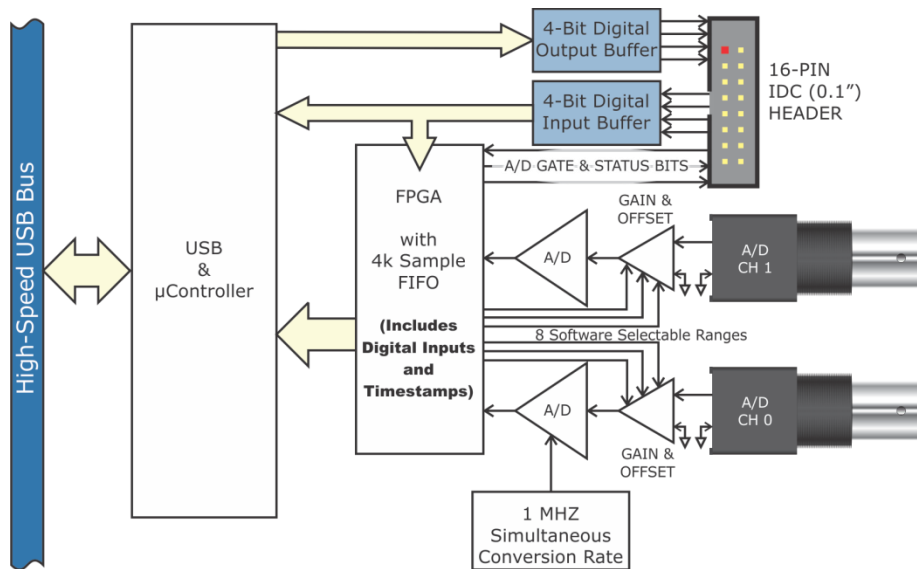 High-Speed USB Bus
USB
&
µController
4-Bit Digital
Output Buffer
4-Bit Digital
Input Buffer
16-PIN
IDC (0.1”)
HEADER
A/D GATE & STATUS BITS
FPGA
with
4k Sample
FIFO
(Includes
Digital Inputs
and
Timestamps)
A/D
GAIN &
OFFSET
A/D
CH 1
8 Software Selectable Ranges
A/D
GAIN &
OFFSET
A/D
CH 0
1 MHZ
Simultaneous
Conversion Rate